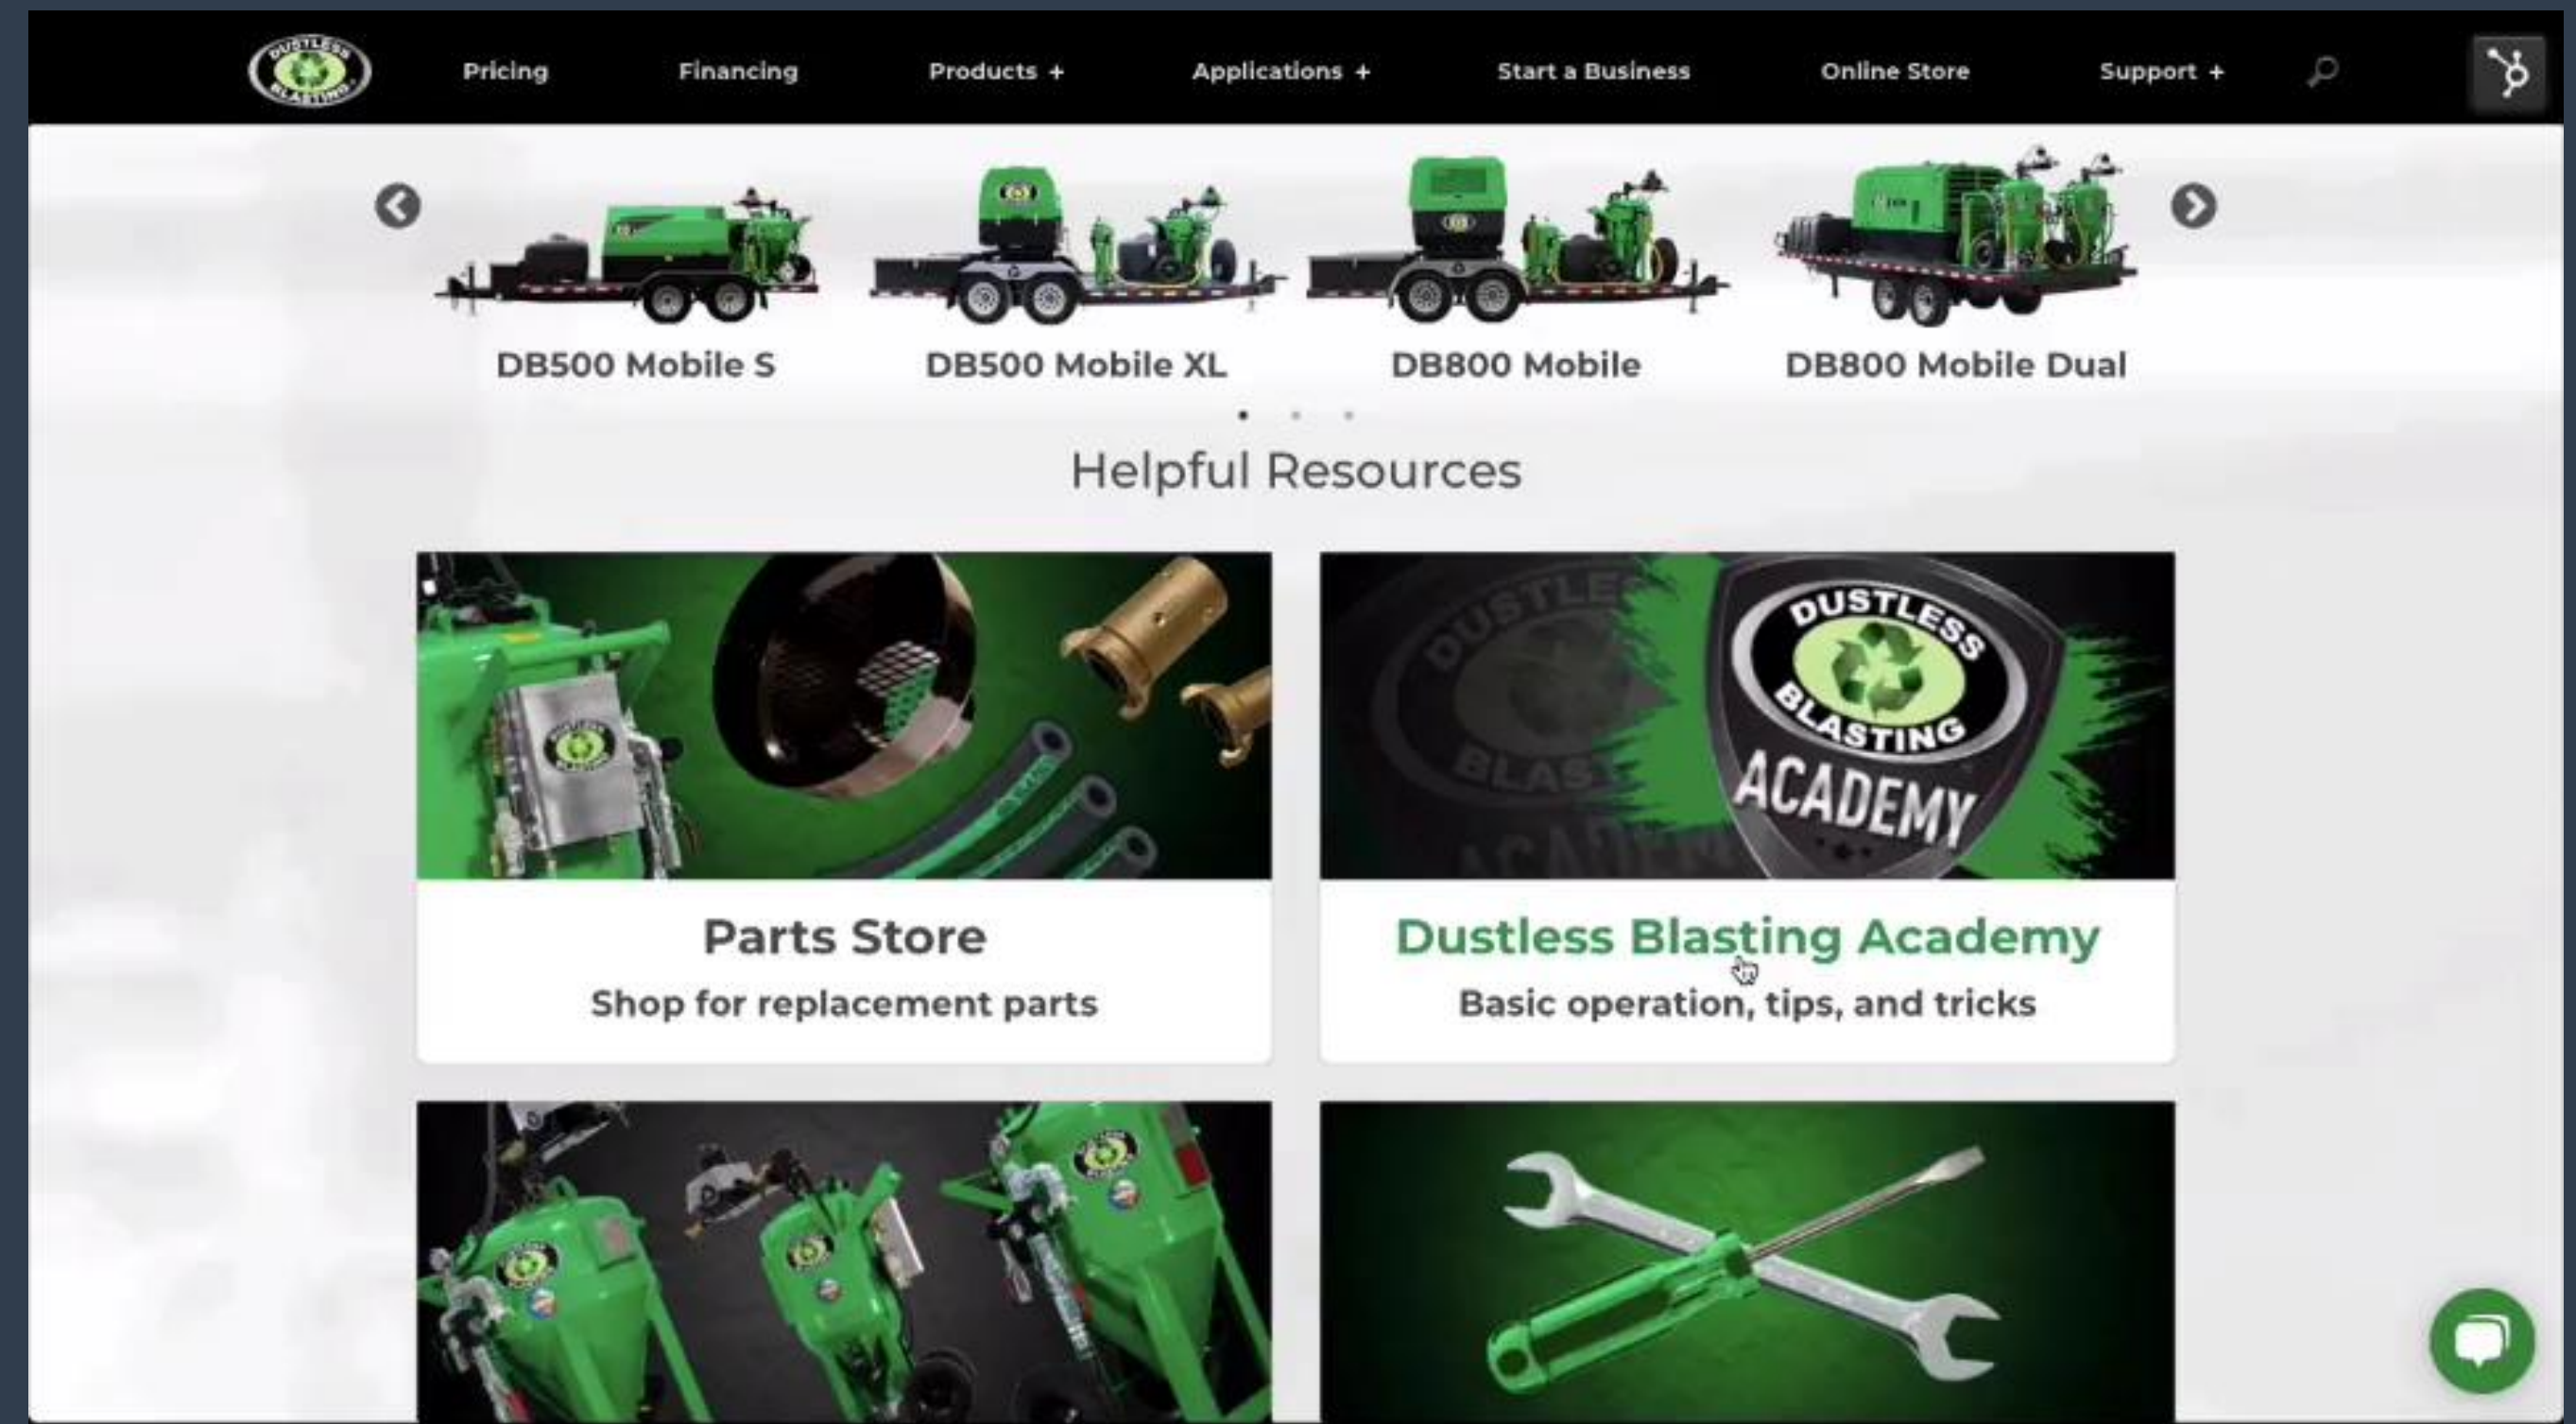 DUSTLESS
BLASTING
Pricing
Financing
Products +
Applications +
Start a Business
Online Store
Support +
DB500 Mobile S
DB500 Mobile XL
DB800 Mobile
DB800 Mobile Dual
Helpful Resources
DUSTLESS
BLASTING
ACADEMY
Parts Store
Shop for replacement parts
Dustless Blasting Academy
Basic operation, tips, and tricks